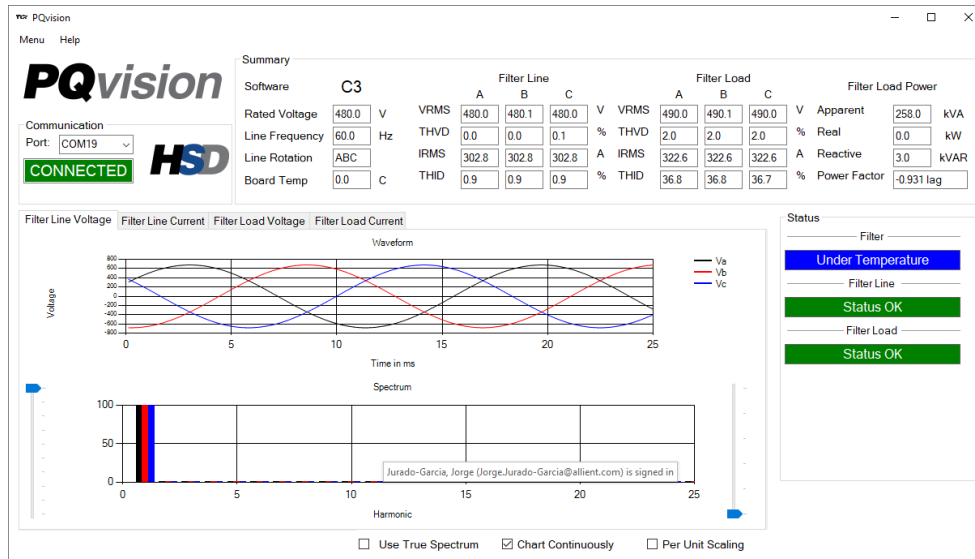 TCI PQvision
Menu Help
PQvision
Communication
Port: COM19
CONNECTED
HSD
Summary
Software C3
Rated Voltage 480.0 V
Line Frequency 60.0 Hz
Line Rotation ABC
Board Temp 0.0 C
Filter Line
A B C
VRMS 480.0 480.1 480.0 V
THVD 0.0 0.0 0.1 %
IRMS 302.8 302.8 302.8 A
THID 0.9 0.9 0.9 %
Filter Load
A B C
VRMS 490.0 490.1 490.0 V
THVD 2.0 2.0 2.0 %
IRMS 322.6 322.6 322.6 A
THID 36.8 36.8 36.7 %
Filter Load Power
Apparent 258.0 kVA
Real 0.0 kW
Reactive 3.0 kVAR
Power Factor -0.931 lag
Filter Line Voltage Filter Line Current Filter Load Voltage Filter Load Current
Waveform
Voltage
800
600
400
200
0
-200
-400
-600
-800
0 5 10 15 20 25
Time in ms
Va
Vb
Vc
Spectrum
100
50
0
0 5 10 15 20 25
Harmonic
Jurado-Garcia, Jorge (Jorge.Jurado-Garcia@allient.com) is signed in
Use True Spectrum Chart Continuously Per Unit Scaling
Status
Filter
Under Temperature
Filter Line
Status OK
Filter Load
Status OK